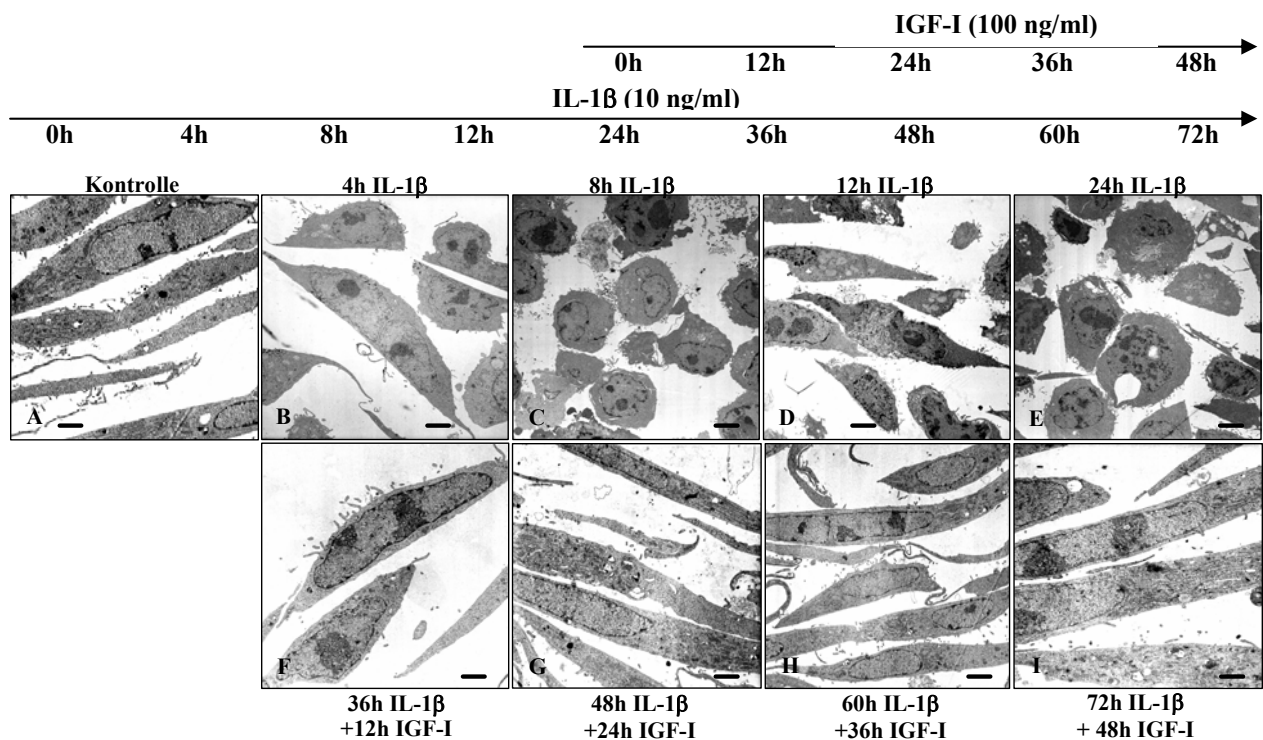 IGF-I (100 ng/ml)
0h 12h 24h 36h 48h
IL-1β (10 ng/ml)
0h 4h 8h 12h 24h 36h 48h 60h 72h
Kontrolle 4h IL-1β 8h IL-1β 12h IL-1β 24h IL-1β
A B C D E
F G H I
36h IL-1β 48h IL-1β 60h IL-1β 72h IL-1β
+12h IGF-I +24h IGF-I +36h IGF-I + 48h IGF-I